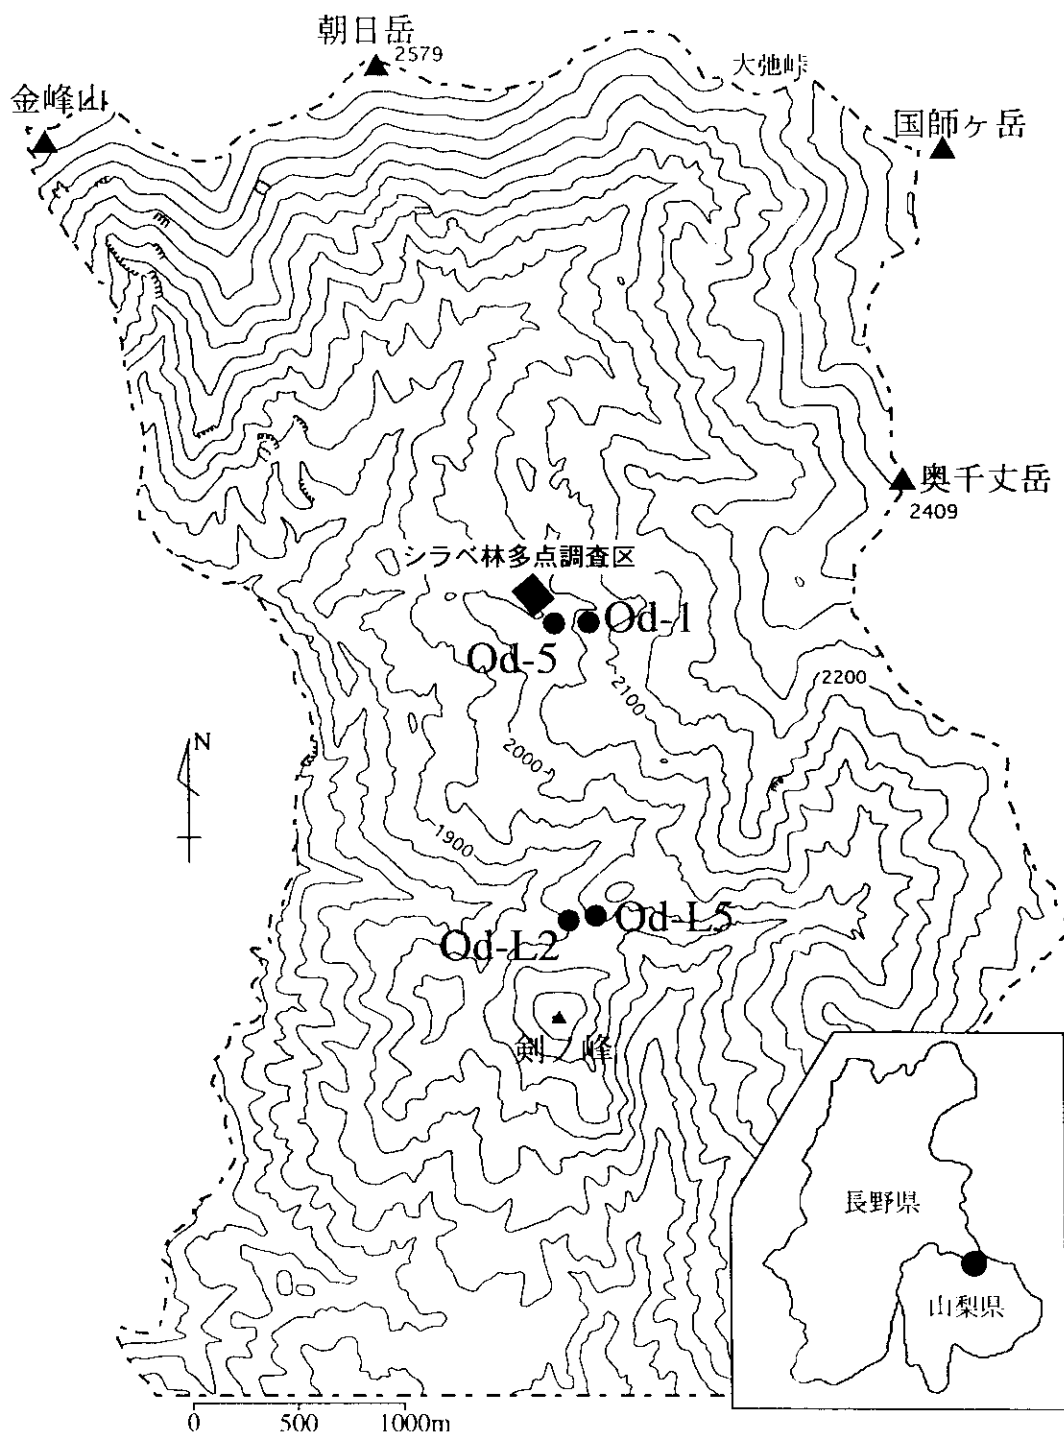 朝日岳
2579
大弛峠
金峰山
国師ヶ岳
奥千丈岳
2409
シラベ林多点調査区
Od-1
Od-5
2200
2100
N
2000
1900
Od-L5
Od-L2
剣ノ峰
長野県
山梨県
0 500 1000m